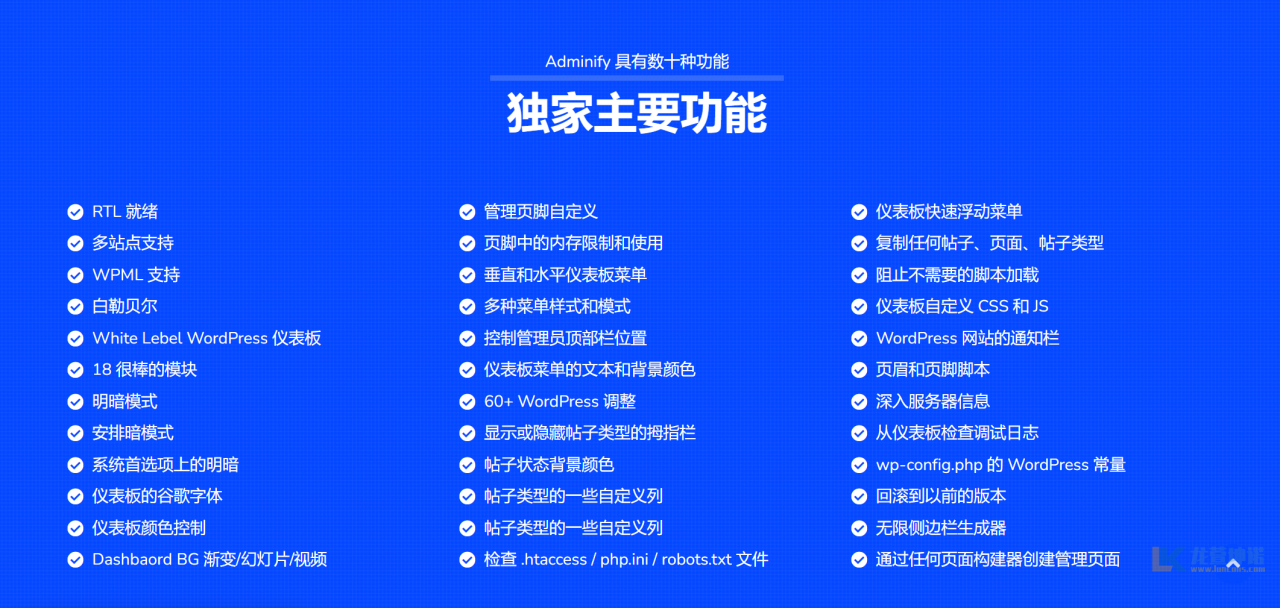 Adminify 具有数十种功能
独家主要功能
RTL 就绪
多站点支持
WPML 支持
白勒贝尔
White Lebel WordPress 仪表板
18 很棒的模块
明暗模式
安排暗模式
系统首选项上的明暗
仪表板的谷歌字体
仪表板颜色控制
Dashbaord BG 渐变/幻灯片/视频
管理页脚自定义
页脚中的内存限制和使用
垂直和水平仪表板菜单
多种菜单样式和模式
控制管理员顶部栏位置
仪表板菜单的文本和背景颜色
60+ WordPress 调整
显示或隐藏帖子类型的拇指栏
帖子状态背景颜色
帖子类型的一些自定义列
帖子类型的一些自定义列
检查 .htaccess / php.ini / robots.txt 文件
仪表板快速浮动菜单
复制任何帖子、页面、帖子类型
阻止不需要的脚本加载
仪表板自定义 CSS 和 JS
WordPress 网站的通知栏
页眉和页脚脚本
深入服务器信息
从仪表板检查调试日志
wp-config.php 的 WordPress 常量
回滚到以前的版本
无限侧边栏生成器
通过任何页面构建器创建管理页面